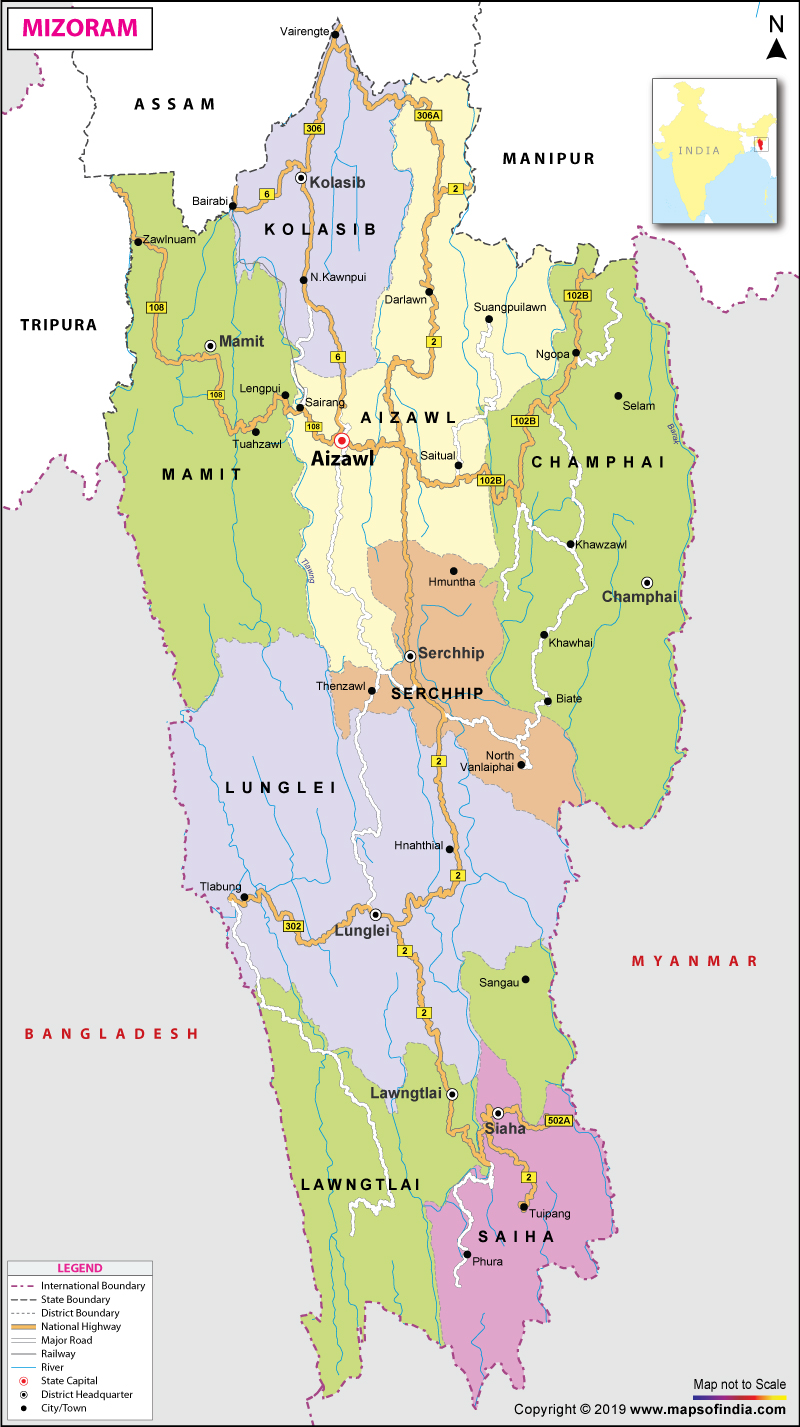 MIZORAM
Vairengte
N
ASSAM
306
306A
MANIPUR
INDIA
Kolasib
2
6
Bairabi
KOLASIB
Zawlnuam
N.Kawnpui
Darlawn
102B
Suangpuilawn
108
TRIPURA
Mamit
2
Ngopa
6
Lengpui
108
Sairang
Selam
AIZAWL
102B
108
Barak
Tuahzawl
Aizawl
Saitual
CHAMPHAI
MAMIT
102B
Khawzawl
Tlawng
Hmuntha
Champhai
Khawhai
Serchhip
Thenzawl
SERCHHIP
Biate
North
Vanlaiphai
2
LUNGLEI
Hnahthial
2
Tlabung
302
Lunglei
2
MYANMAR
Sangau
2
BANGLADESH
Lawngtlai
Siaha
502A
LAWNGTLAI
2
Tuipang
SAIHA
Phura
LEGEND
International Boundary
State Boundary
District Boundary
National Highway
Major Road
Railway
River
State Capital
District Headquarter
City/Town
Map not to Scale
Copyright © 2019 www.mapsofindia.com